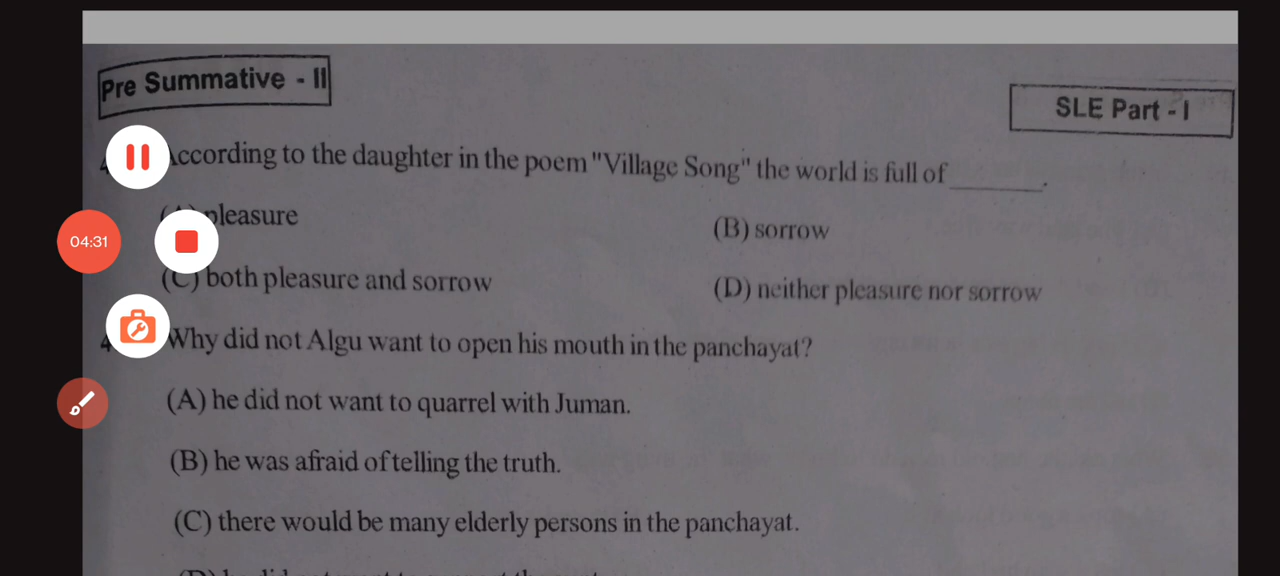 Pre Summative - II
SLE Part - I
According to the daughter in the poem "Village Song" the world is full of ______.
(A) pleasure
(B) sorrow
04:31
(C) both pleasure and sorrow
(D) neither pleasure nor sorrow
Why did not Algu want to open his mouth in the panchayat?
(A) he did not want to quarrel with Juman.
(B) he was afraid of telling the truth.
(C) there would be many elderly persons in the panchayat.